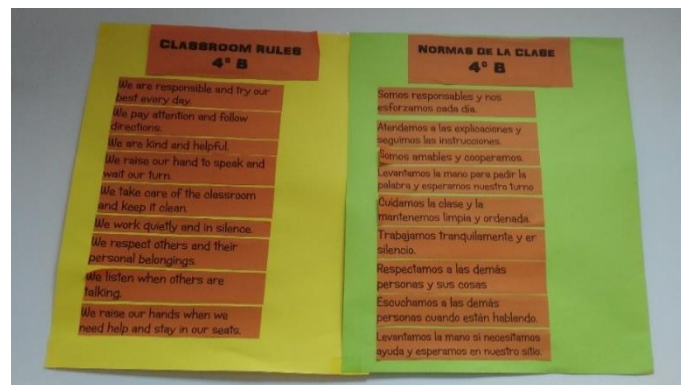 CLASSROOM RULES
4º B
We are responsible and try our
best every day.
We pay attention and follow
directions.
We are kind and helpful.
We raise our hand to speak and
wait our turn.
We take care of the classroom
and keep it clean.
We work quietly and in silence.
We respect others and their
personal belongings.
We listen when others are
talking.
We raise our hands when we
need help and stay in our seats.
NORMAS DE LA CLASE
4º B
Somos responsables y nos
esforzamos cada día.
Atendemos a las explicaciones y
seguimos las instrucciones.
Somos amables y cooperamos.
Levantamos la mano para pedir la
palabra y esperamos nuestro turno
Cuidamos la clase y la
mantenemos limpia y ordenada.
Trabajamos tranquilamente y er
silencio.
Respectamos a las demás
personas y sus cosas
Escuchamos a las demás
personas cuando están hablendo.
Levantamos la mano si necesitamos
ayuda y esperamos en nuestro sitio.